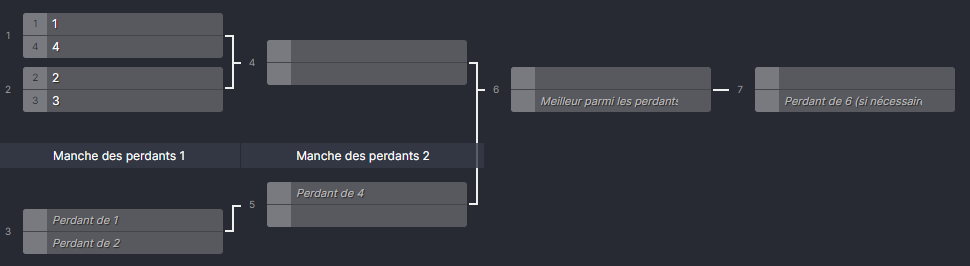 1
1 1
4 4
2
2 2
3 3
4
6
Meilleur parmi les perdants
7
Perdant de 6 (si nécessaire
Manche des perdants 1
Manche des perdants 2
3
Perdant de 1
Perdant de 2
5
Perdant de 4